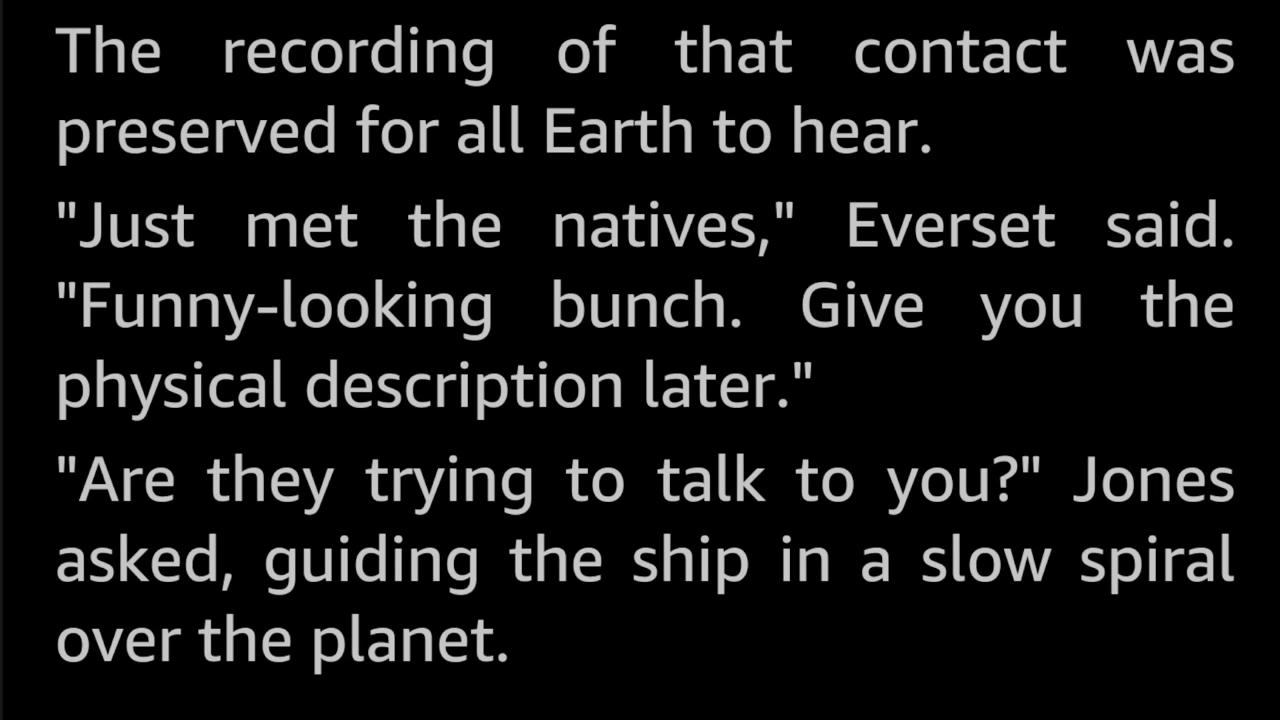 The recording of that contact was
preserved for all Earth to hear.
"Just met the natives," Everset said.
"Funny-looking bunch. Give you the
physical description later."
"Are they trying to talk to you?" Jones
asked, guiding the ship in a slow spiral
over the planet.